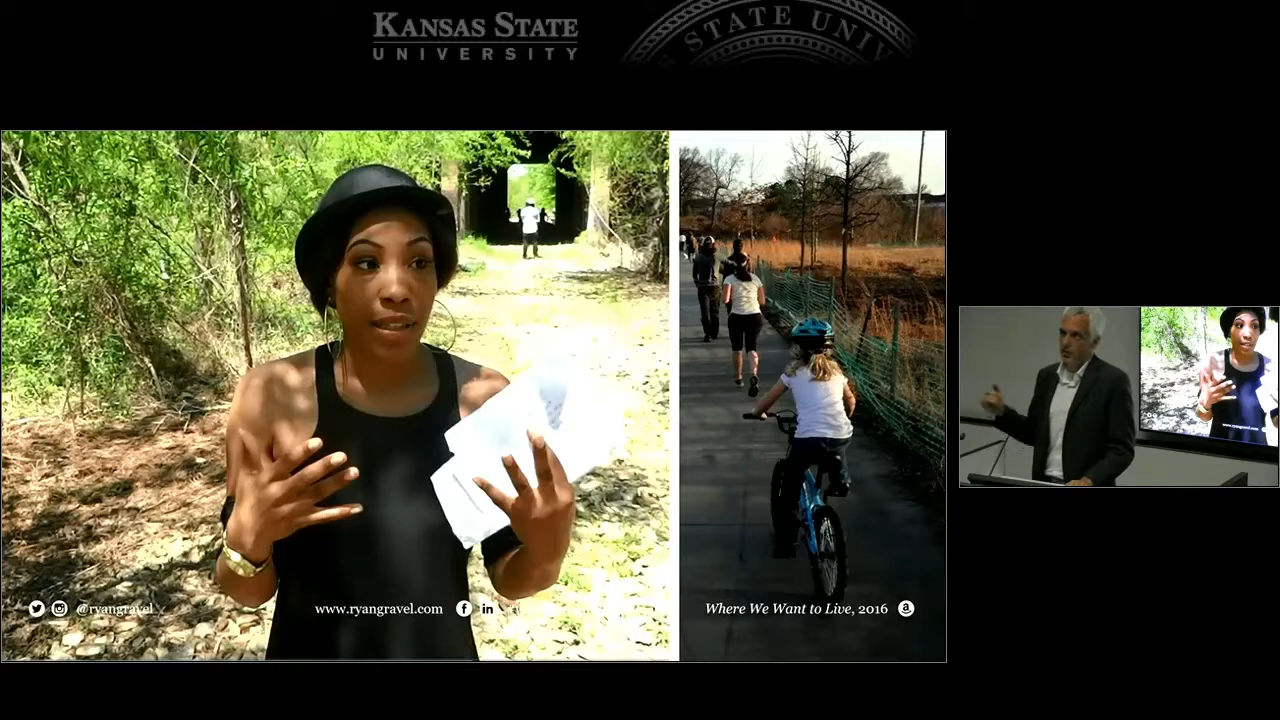 KANSAS STATE
UNIVERSITY
STATE UNIV
@ryangravel
www.ryangravel.com
Where We Want to Live, 2016